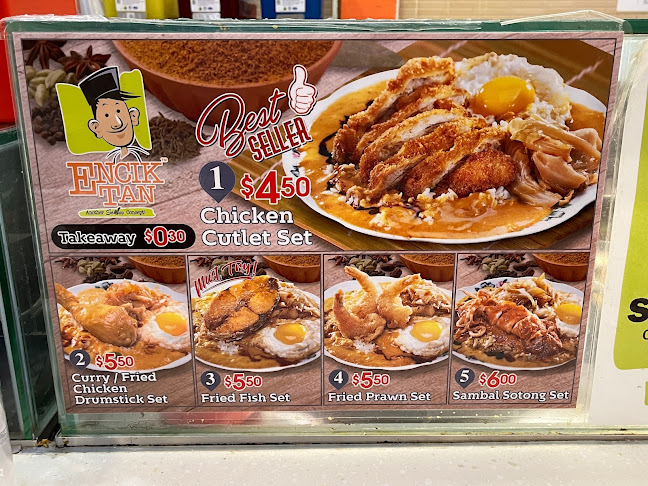 ENCIK
TAN™
Takeaway $0.30
Best
SELLER
1 $4.50
Chicken
Cutlet Set
2 $5.50
Curry / Fried
Chicken
Drumstick Set
Must Try!
3 $5.50
Fried Fish Set
4 $5.50
Fried Prawn Set
5 $6.00
Sambal Sotong Set